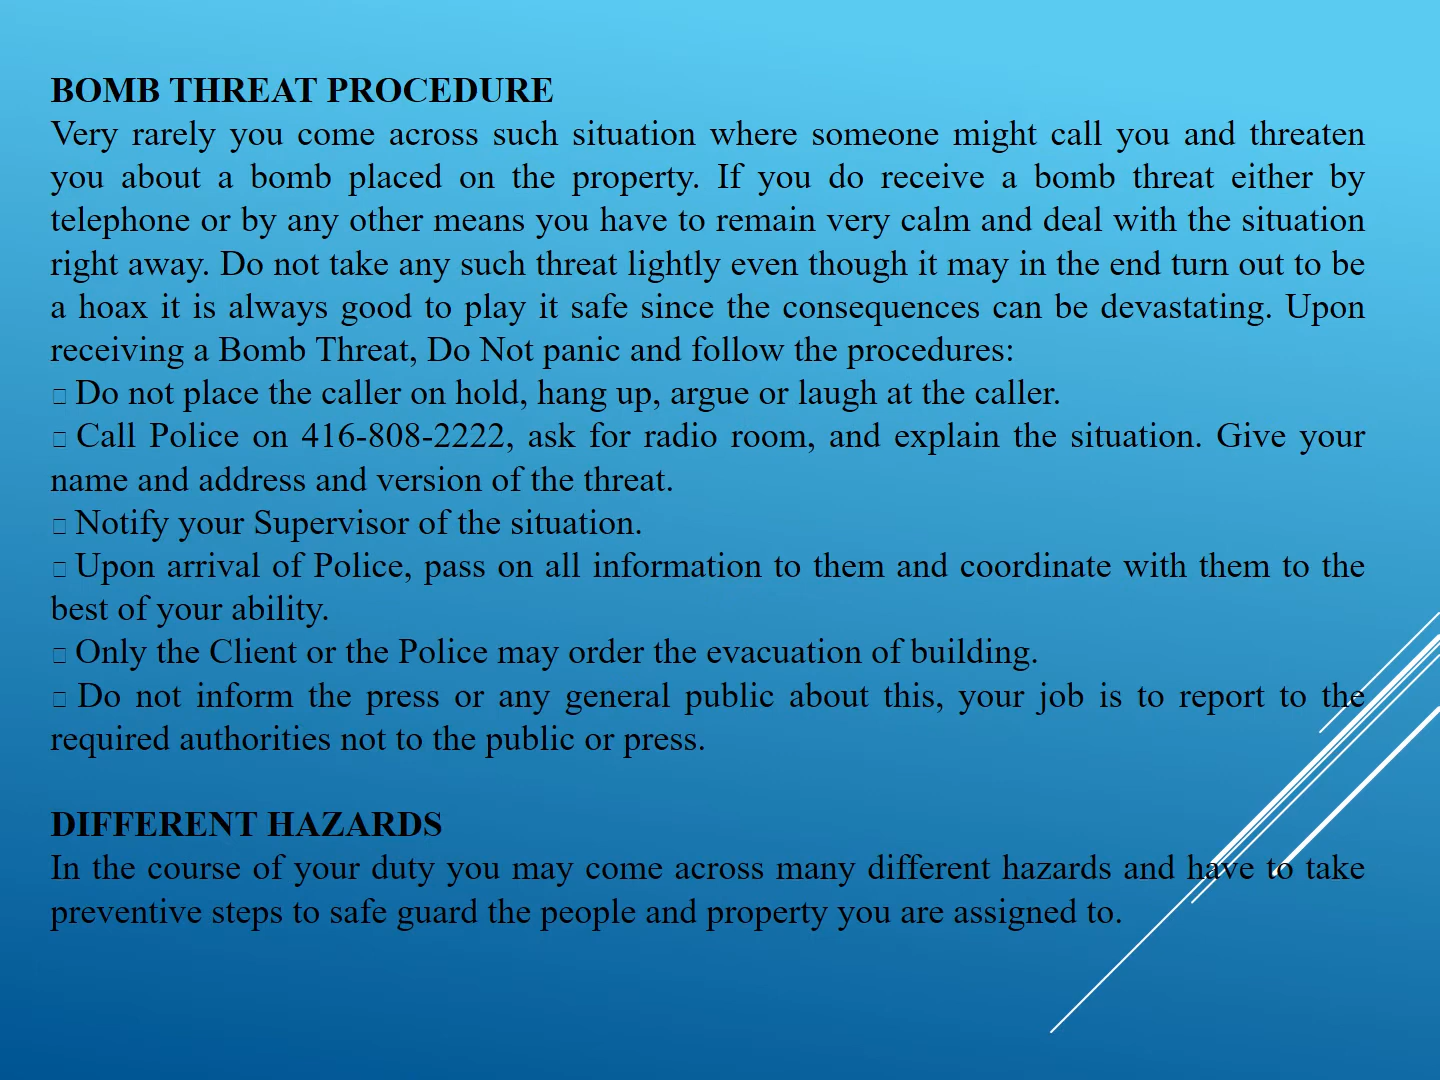 BOMB THREAT PROCEDURE
Very rarely you come across such situation where someone might call you and threaten
you about a bomb placed on the property. If you do receive a bomb threat either by
telephone or by any other means you have to remain very calm and deal with the situation
right away. Do not take any such threat lightly even though it may in the end turn out to be
a hoax it is always good to play it safe since the consequences can be devastating. Upon
receiving a Bomb Threat, Do Not panic and follow the procedures:
□ Do not place the caller on hold, hang up, argue or laugh at the caller.
□ Call Police on 416-808-2222, ask for radio room, and explain the situation. Give your
name and address and version of the threat.
□ Notify your Supervisor of the situation.
□ Upon arrival of Police, pass on all information to them and coordinate with them to the
best of your ability.
□ Only the Client or the Police may order the evacuation of building.
□ Do not inform the press or any general public about this, your job is to report to the
required authorities not to the public or press.
DIFFERENT HAZARDS
In the course of your duty you may come across many different hazards and have to take
preventive steps to safe guard the people and property you are assigned to.